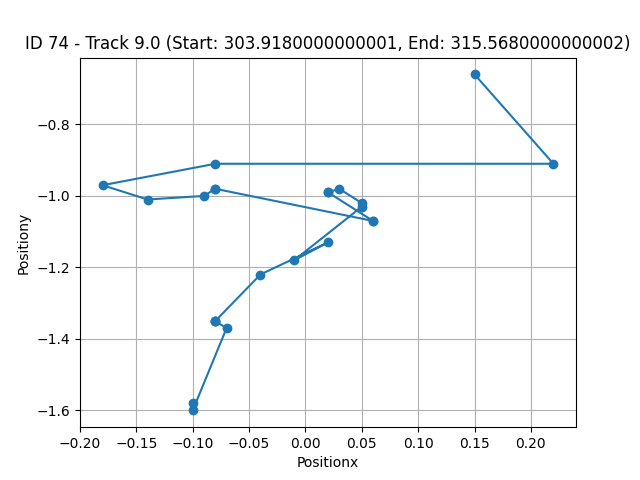 ID 74 - Track 9.0 (Start: 303.9180000000001, End: 315.5680000000002)
−0.8
−1.0
−1.2
−1.4
−1.6
Positiony
−0.20 −0.15 −0.10 −0.05 0.00 0.05 0.10 0.15 0.20
Positionx